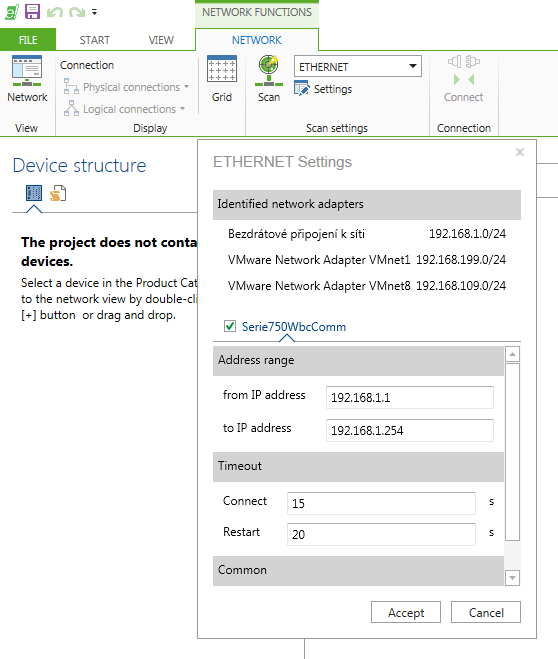 NETWORK FUNCTIONS
FILE START VIEW NETWORK
Connection
Physical connections
Logical connections
Network
Grid
Scan
ETHERNET
Settings
Connect
View
Display
Scan settings
Connection
Device structure
The project does not conta
devices.
Select a device in the Product Cat
to the network view by double-cli
[+] button or drag and drop.
ETHERNET Settings
Identified network adapters
Bezdrátové připojení k síti 192.168.1.0/24
VMware Network Adapter VMnet1 192.168.199.0/24
VMware Network Adapter VMnet8 192.168.109.0/24
Serie750WbcComm
Address range
from IP address 192.168.1.1
to IP address 192.168.1.254
Timeout
Connect 15 s
Restart 20 s
Common
Accept Cancel